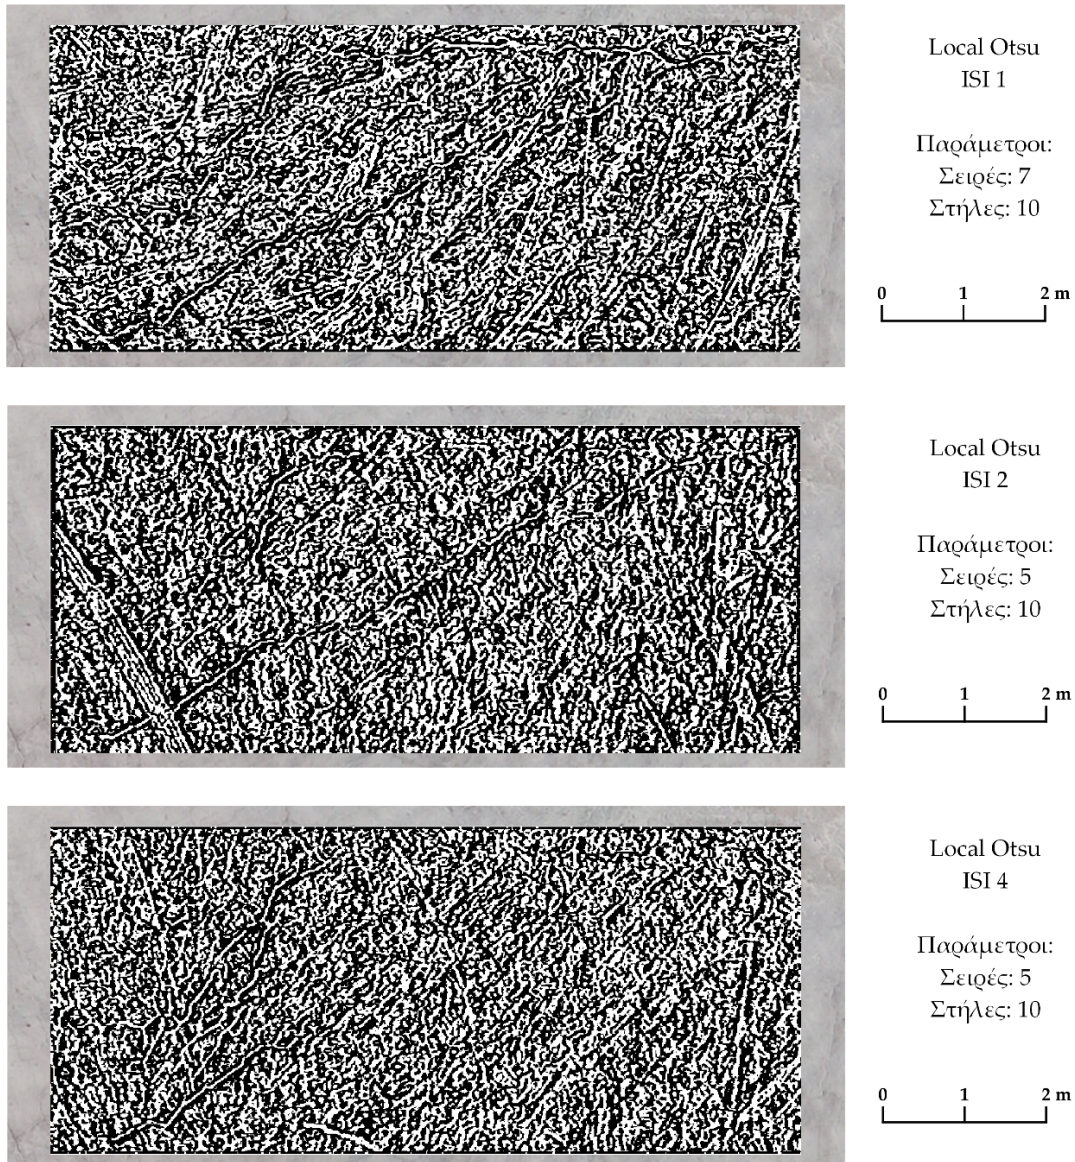 Local Otsu
ISI 1
Παράμετροι:
Σειρές: 7
Στήλες: 10
0 1 2 m
Local Otsu
ISI 2
Παράμετροι:
Σειρές: 5
Στήλες: 10
0 1 2 m
Local Otsu
ISI 4
Παράμετροι:
Σειρές: 5
Στήλες: 10
0 1 2 m